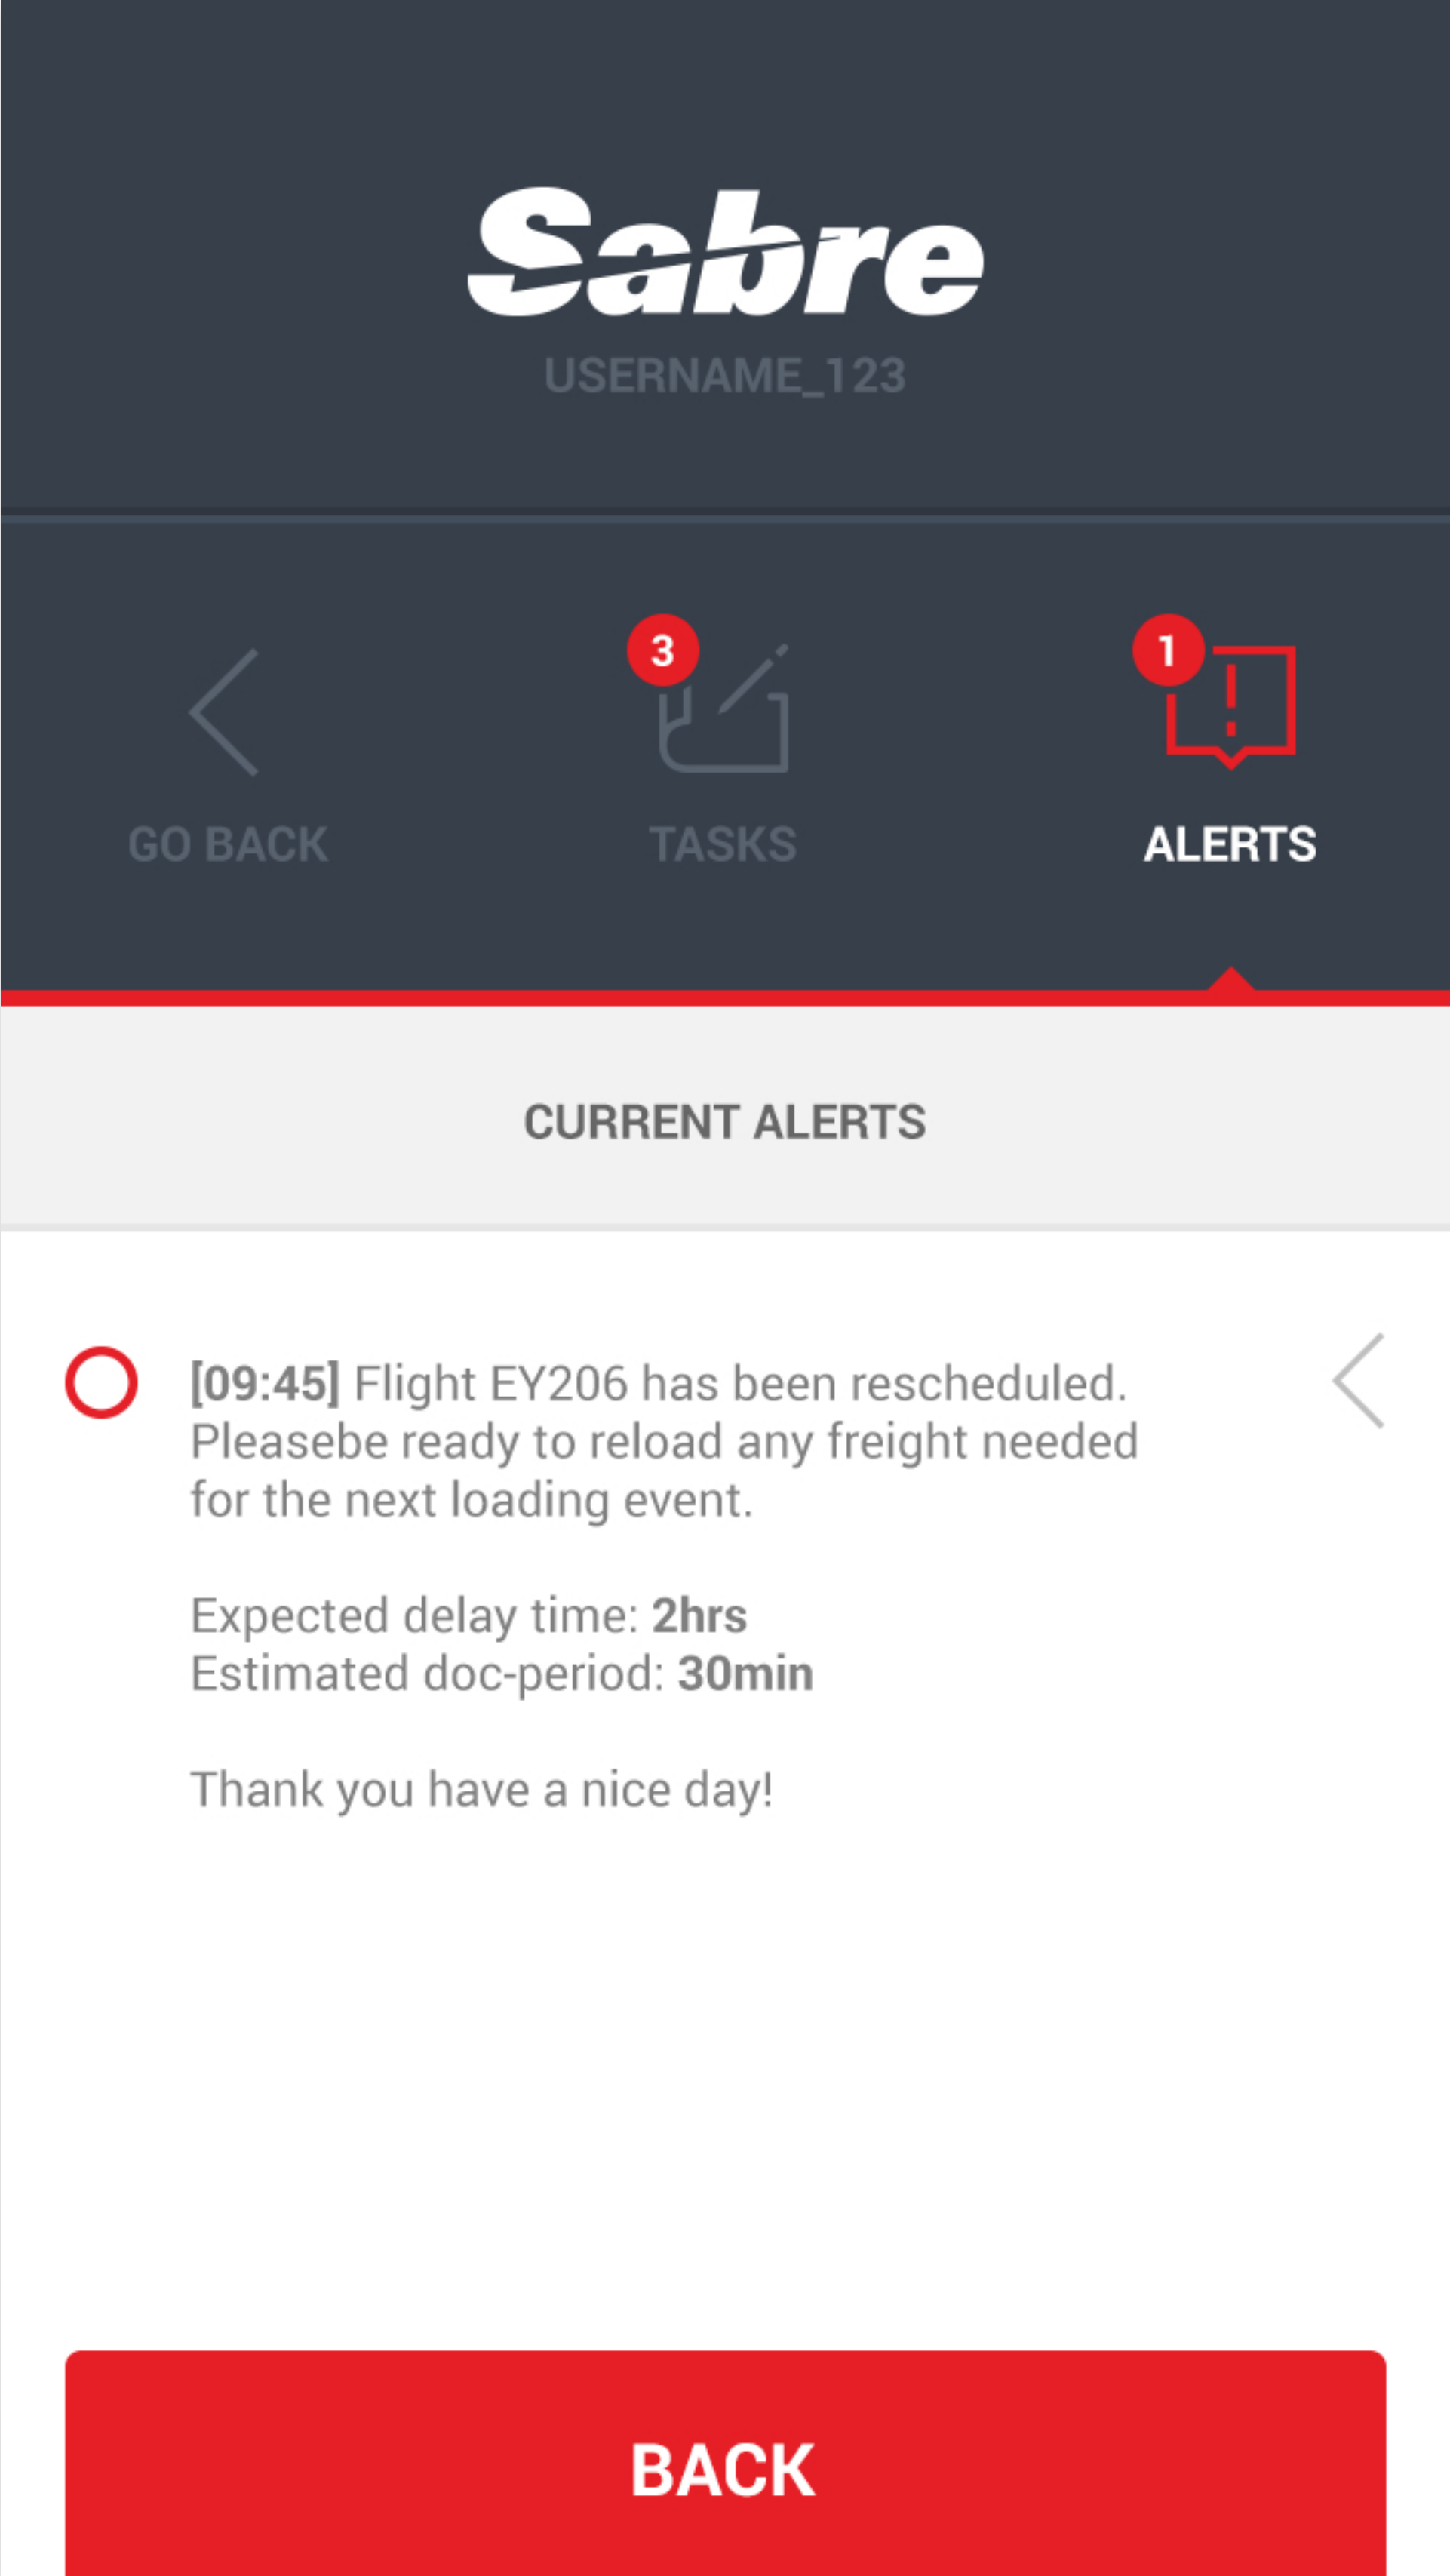 Sabre
USERNAME_123
3
1
GO BACK
TASKS
ALERTS
CURRENT ALERTS
[09:45] Flight EY206 has been rescheduled.
Pleasebe ready to reload any freight needed
for the next loading event.
Expected delay time: 2hrs
Estimated doc-period: 30min
Thank you have a nice day!
BACK